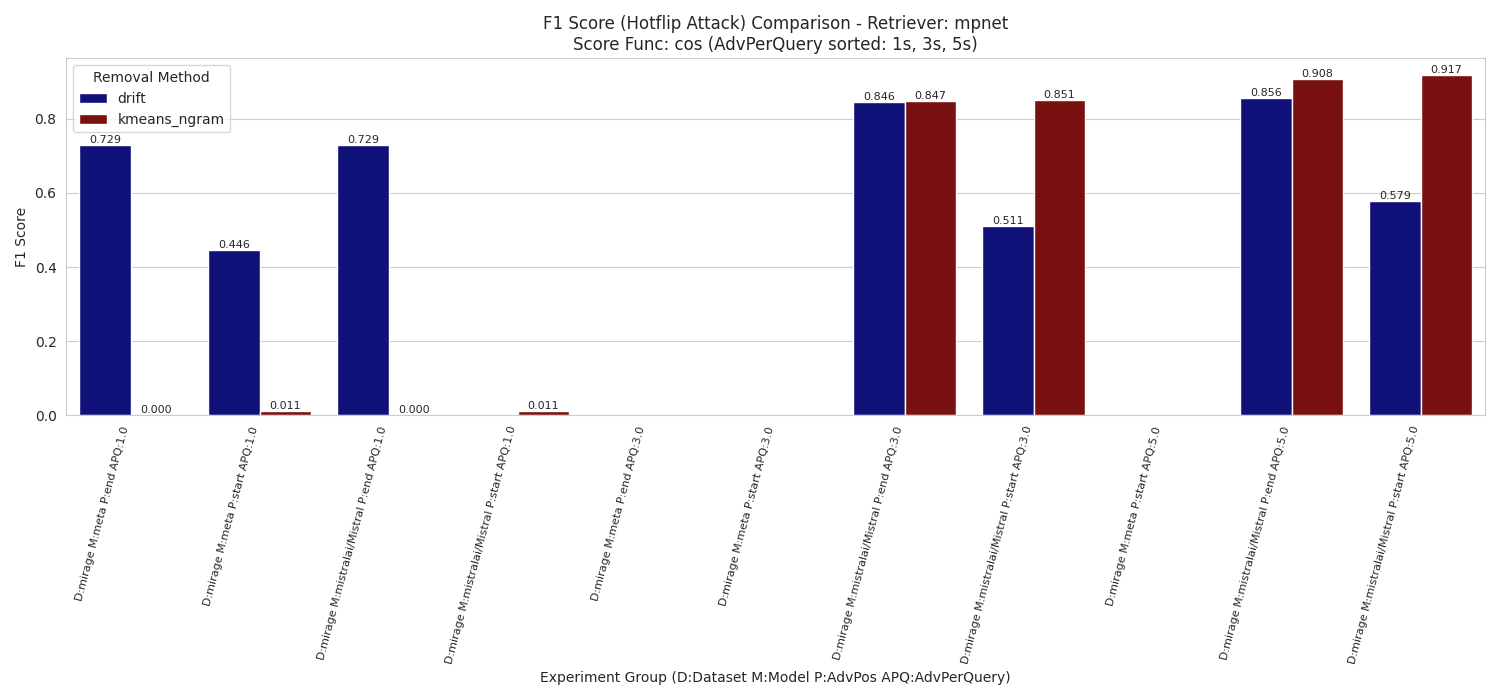 F1 Score (Hotflip Attack) Comparison - Retriever: mpnet
Score Func: cos (AdvPerQuery sorted: 1s, 3s, 5s)
Removal Method
drift
kmeans_ngram
F1 Score
0.8
0.6
0.4
0.2
0.0
0.729
0.000
0.446
0.011
0.729
0.000
0.011
0.846
0.847
0.511
0.851
0.856
0.908
0.579
0.917
D:mirage M:meta P:end APQ:1.0
D:mirage M:meta P:start APQ:1.0
D:mirage M:mistralai/Mistral P:end APQ:1.0
D:mirage M:mistralai/Mistral P:start APQ:1.0
D:mirage M:meta P:end APQ:3.0
D:mirage M:meta P:start APQ:3.0
D:mirage M:mistralai/Mistral P:end APQ:3.0
D:mirage M:mistralai/Mistral P:start APQ:3.0
D:mirage M:meta P:start APQ:5.0
D:mirage M:mistralai/Mistral P:end APQ:5.0
D:mirage M:mistralai/Mistral P:start APQ:5.0
Experiment Group (D:Dataset M:Model P:AdvPos APQ:AdvPerQuery)